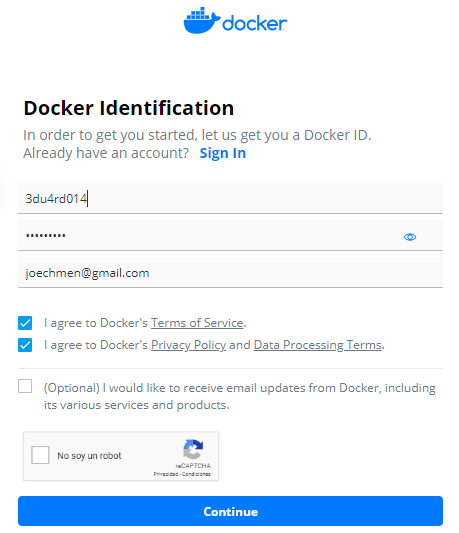 docker
Docker Identification
In order to get you started, let us get you a Docker ID.
Already have an account? Sign In
3du4rd014
•••••••••
joechmen@gmail.com
I agree to Docker's Terms of Service.
I agree to Docker's Privacy Policy and Data Processing Terms.
(Optional) I would like to receive email updates from Docker, including
its various services and products.
No soy un robot
reCAPTCHA
Privacidad - Condiciones
Continue